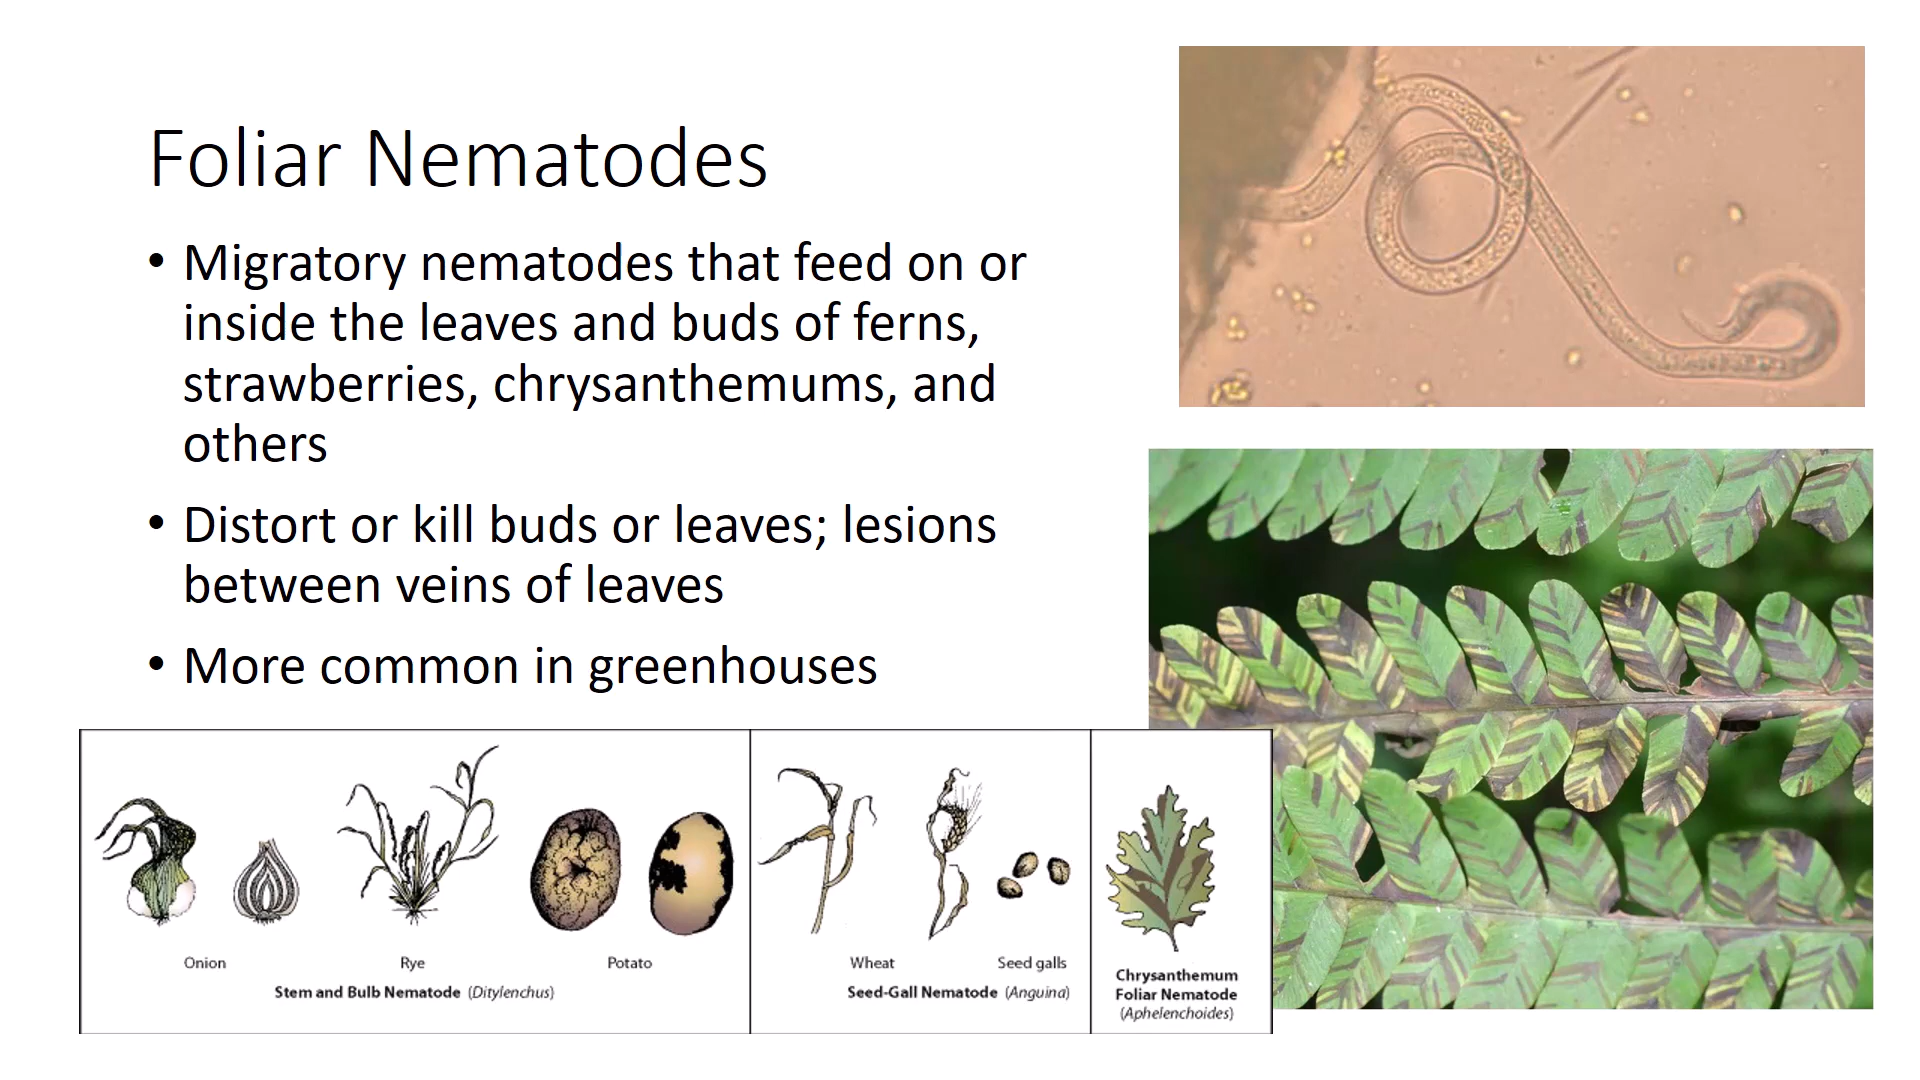 Foliar Nematodes
• Migratory nematodes that feed on or
inside the leaves and buds of ferns,
strawberries, chrysanthemums, and
others
• Distort or kill buds or leaves; lesions
between veins of leaves
• More common in greenhouses
Onion Rye Potato
Stem and Bulb Nematode (Ditylenchus)
Wheat Seed galls
Seed-Gall Nematode (Anguina)
Chrysanthemum
Foliar Nematode
(Aphelenchoides)